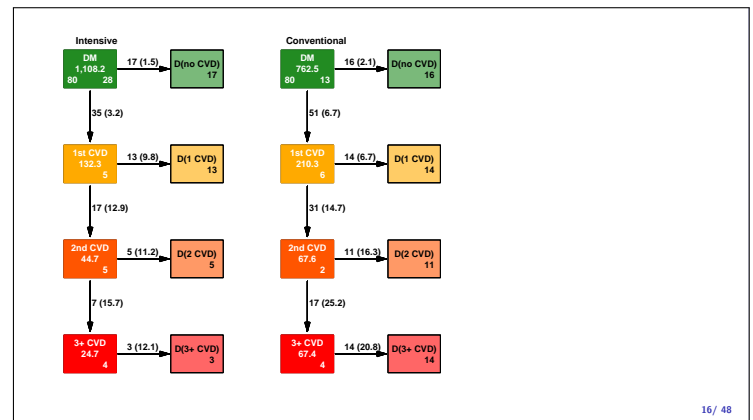 Intensive
DM
1,108.2
80 28
17 (1.5)
D(no CVD)
17
35 (3.2)
1st CVD
132.3
5
13 (9.8)
D(1 CVD)
13
17 (12.9)
2nd CVD
44.7
5
5 (11.2)
D(2 CVD)
5
7 (15.7)
3+ CVD
24.7
4
3 (12.1)
D(3+ CVD)
3
Conventional
DM
762.5
80 13
16 (2.1)
D(no CVD)
16
51 (6.7)
1st CVD
210.3
6
14 (6.7)
D(1 CVD)
14
31 (14.7)
2nd CVD
67.6
2
11 (16.3)
D(2 CVD)
11
17 (25.2)
3+ CVD
67.4
4
14 (20.8)
D(3+ CVD)
14
16/ 48